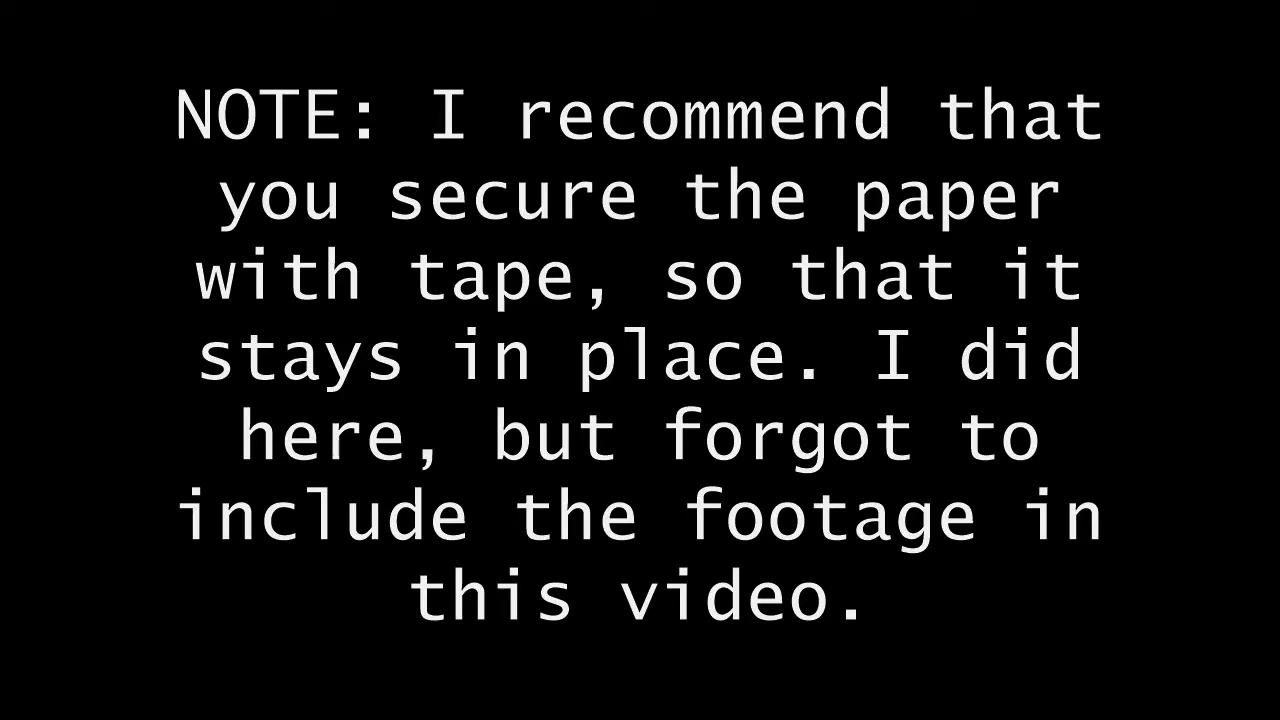 NOTE: I recommend that
you secure the paper
with tape, so that it
stays in place. I did
here, but forgot to
include the footage in
this video.